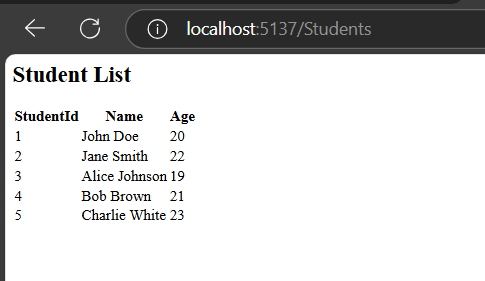 localhost:5137/Students
Student List
StudentId Name Age
1 John Doe 20
2 Jane Smith 22
3 Alice Johnson 19
4 Bob Brown 21
5 Charlie White 23